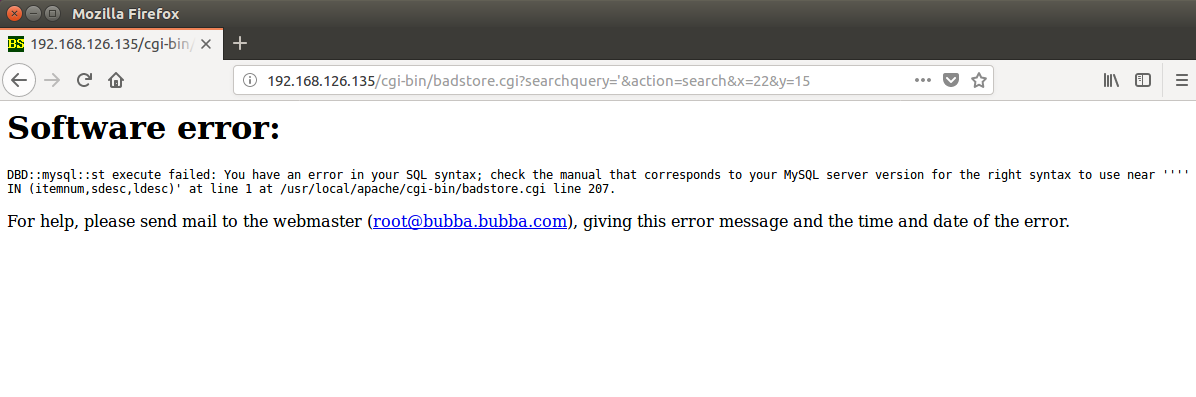 Mozilla Firefox
BS 192.168.126.135/cgi-bin/
192.168.126.135/cgi-bin/badstore.cgi?searchquery='&action=search&x=22&y=15
Software error:
DBD::mysql::st execute failed: You have an error in your SQL syntax; check the manual that corresponds to your MySQL server version for the right syntax to use near ''''
IN (itemnum,sdesc,ldesc)' at line 1 at /usr/local/apache/cgi-bin/badstore.cgi line 207.
For help, please send mail to the webmaster (root@bubba.bubba.com), giving this error message and the time and date of the error.